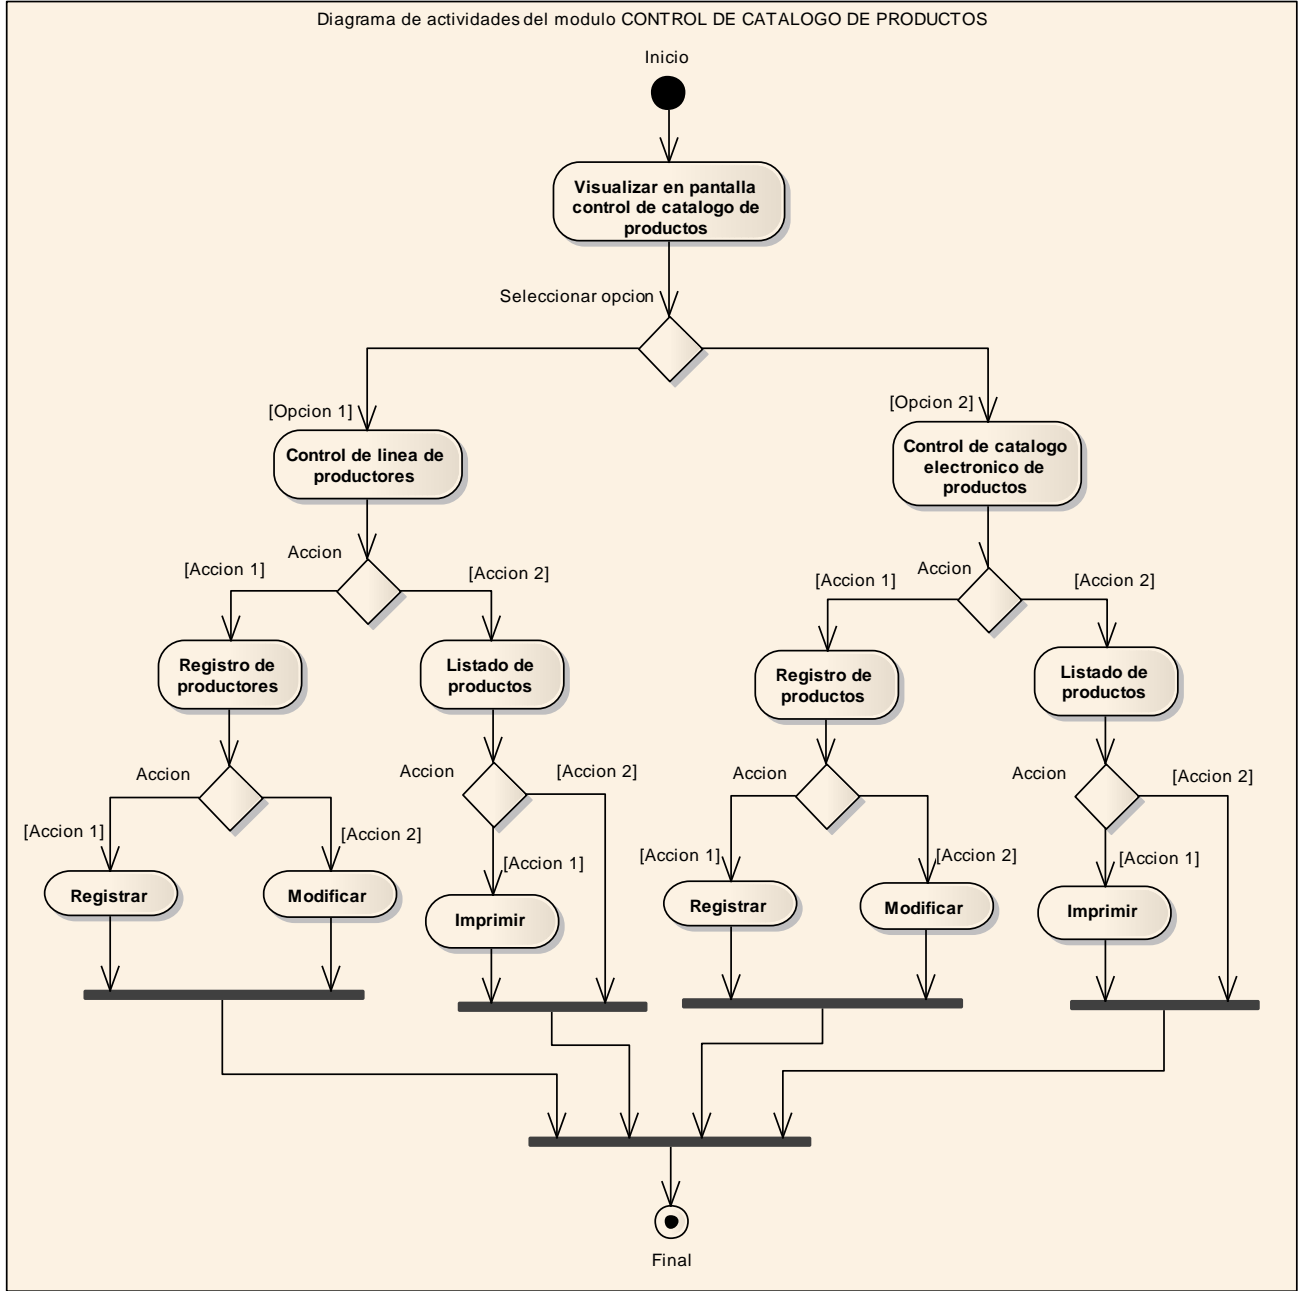 Diagrama de actividades del modulo CONTROL DE CATALOGO DE PRODUCTOS
Inicio
Visualizar en pantalla
control de catalogo de
productos
Seleccionar opcion
[Opcion 1]
[Opcion 2]
Control de linea de
productores
Control de catalogo
electronico de
productos
Accion
[Accion 1]
[Accion 2]
Accion
[Accion 1]
[Accion 2]
Registro de
productores
Listado de
productos
Registro de
productos
Listado de
productos
Accion
[Accion 1]
[Accion 2]
Accion
[Accion 2]
[Accion 1]
Accion
[Accion 1]
[Accion 2]
Accion
[Accion 2]
[Accion 1]
Registrar
Modificar
Imprimir
Registrar
Modificar
Imprimir
Final